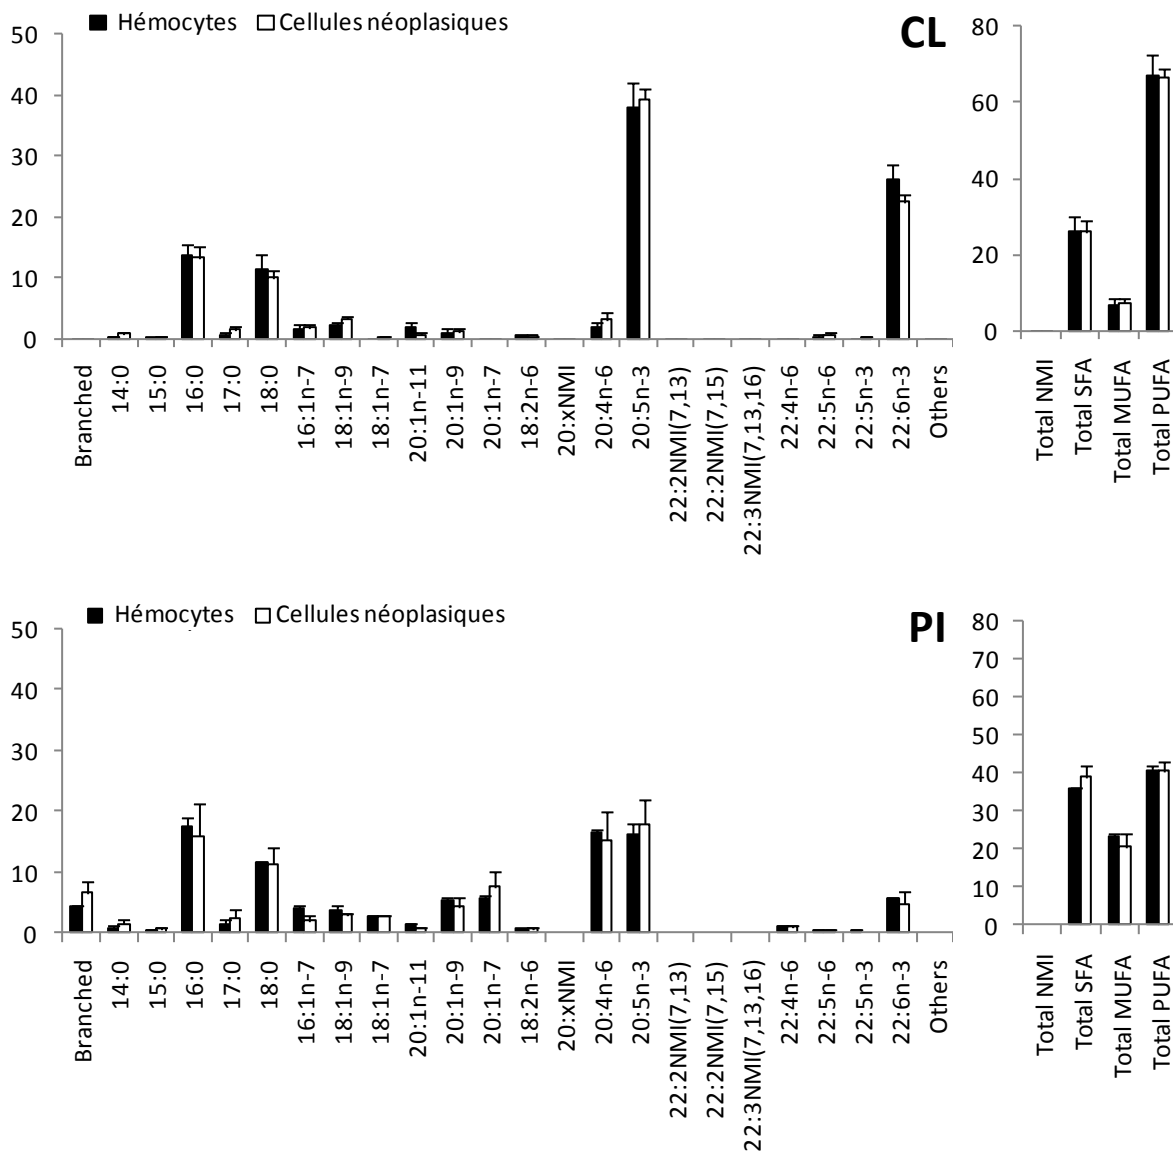 Hémocytes Cellules néoplasiques
CL
50
40
30
20
10
0
Branched
14:0
15:0
16:0
17:0
18:0
16:1n-7
18:1n-9
18:1n-7
20:1n-11
20:1n-9
20:1n-7
18:2n-6
20:xNMI
20:4n-6
20:5n-3
22:2NMI(7,13)
22:2NMI(7,15)
22:3NMI(7,13,16)
22:4n-6
22:5n-6
22:5n-3
22:6n-3
Others
80
60
40
20
0
Total NMI
Total SFA
Total MUFA
Total PUFA
Hémocytes Cellules néoplasiques
PI
50
40
30
20
10
0
Branched
14:0
15:0
16:0
17:0
18:0
16:1n-7
18:1n-9
18:1n-7
20:1n-11
20:1n-9
20:1n-7
18:2n-6
20:xNMI
20:4n-6
20:5n-3
22:2NMI(7,13)
22:2NMI(7,15)
22:3NMI(7,13,16)
22:4n-6
22:5n-6
22:5n-3
22:6n-3
Others
80
70
60
50
40
30
20
10
0
Total NMI
Total SFA
Total MUFA
Total PUFA